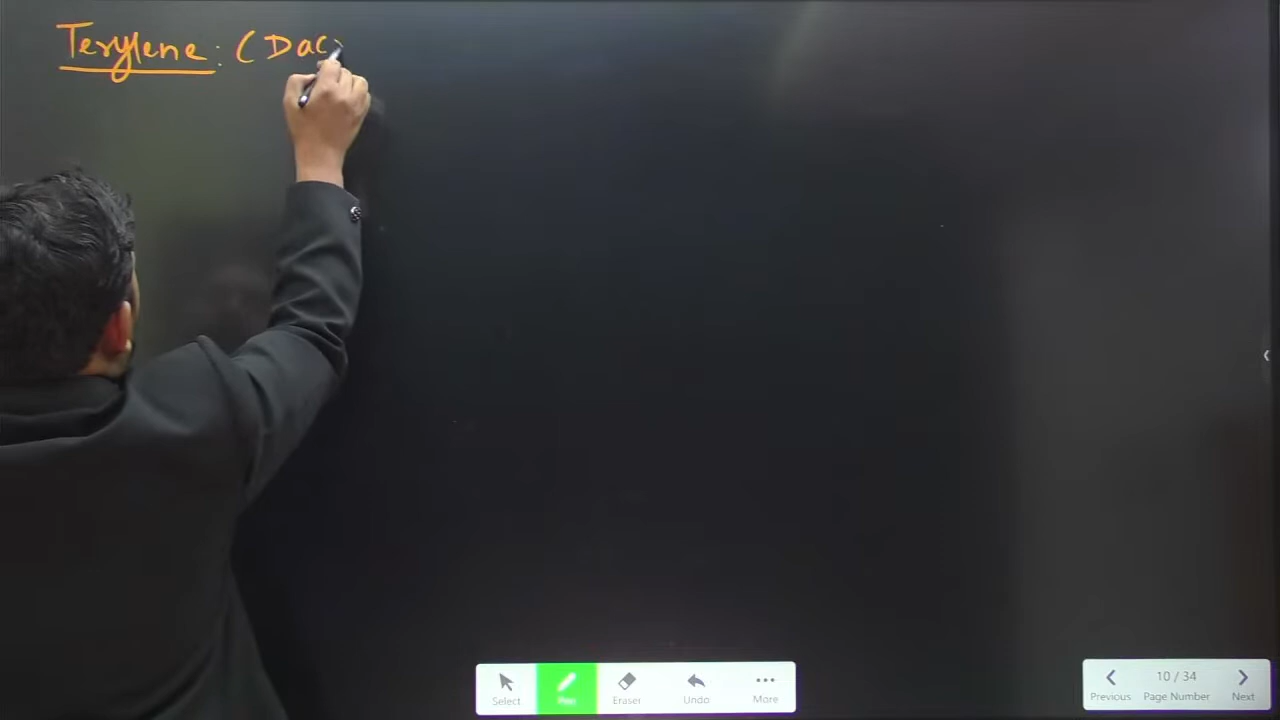 Terylene : (Dac
Select
Pen
Eraser
Undo
More
10 / 34
Previous
Page Number
Next